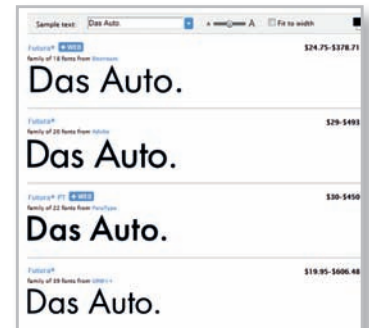 Sample text: Das Auto. A A Fit to width
Futura® + WEB $24.75-$378.71
family of 18 fonts from
Das Auto.
Futura® $29-$493
family of 20 fonts from
Das Auto.
Futura® PT + WEB $30-$450
family of 22 fonts from ParaType
Das Auto.
Futura® $19.95-$606.48
family of 39 fonts from URW++
Das Auto.